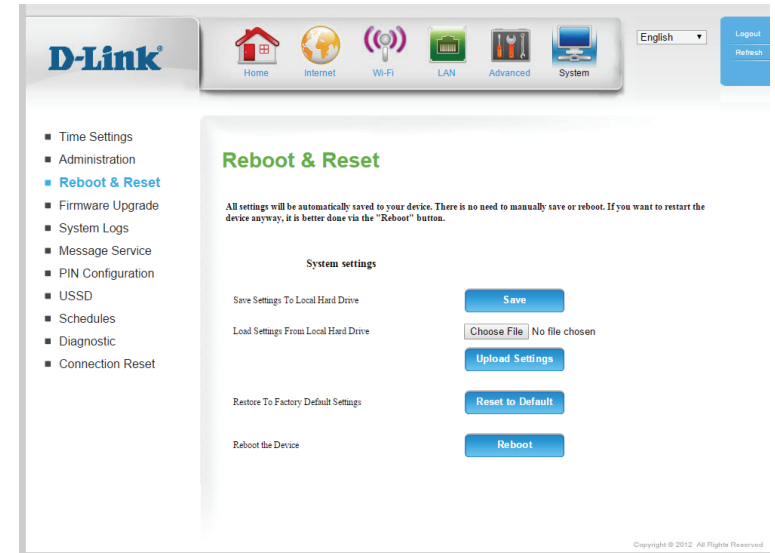 D-Link®
Home
Internet
Wi-Fi
LAN
Advanced
System
English
Logout
Refresh
Time Settings
Administration
Reboot & Reset
Firmware Upgrade
System Logs
Message Service
PIN Configuration
USSD
Schedules
Diagnostic
Connection Reset
Reboot & Reset
All settings will be automatically saved to your device. There is no need to manually save or reboot. If you want to restart the
device anyway, it is better done via the "Reboot" button.
System settings
Save Settings To Local Hard Drive
Save
Load Settings From Local Hard Drive
Choose File No file chosen
Upload Settings
Restore To Factory Default Settings
Reset to Default
Reboot the Device
Reboot
Copyright © 2012 All Rights Reserved